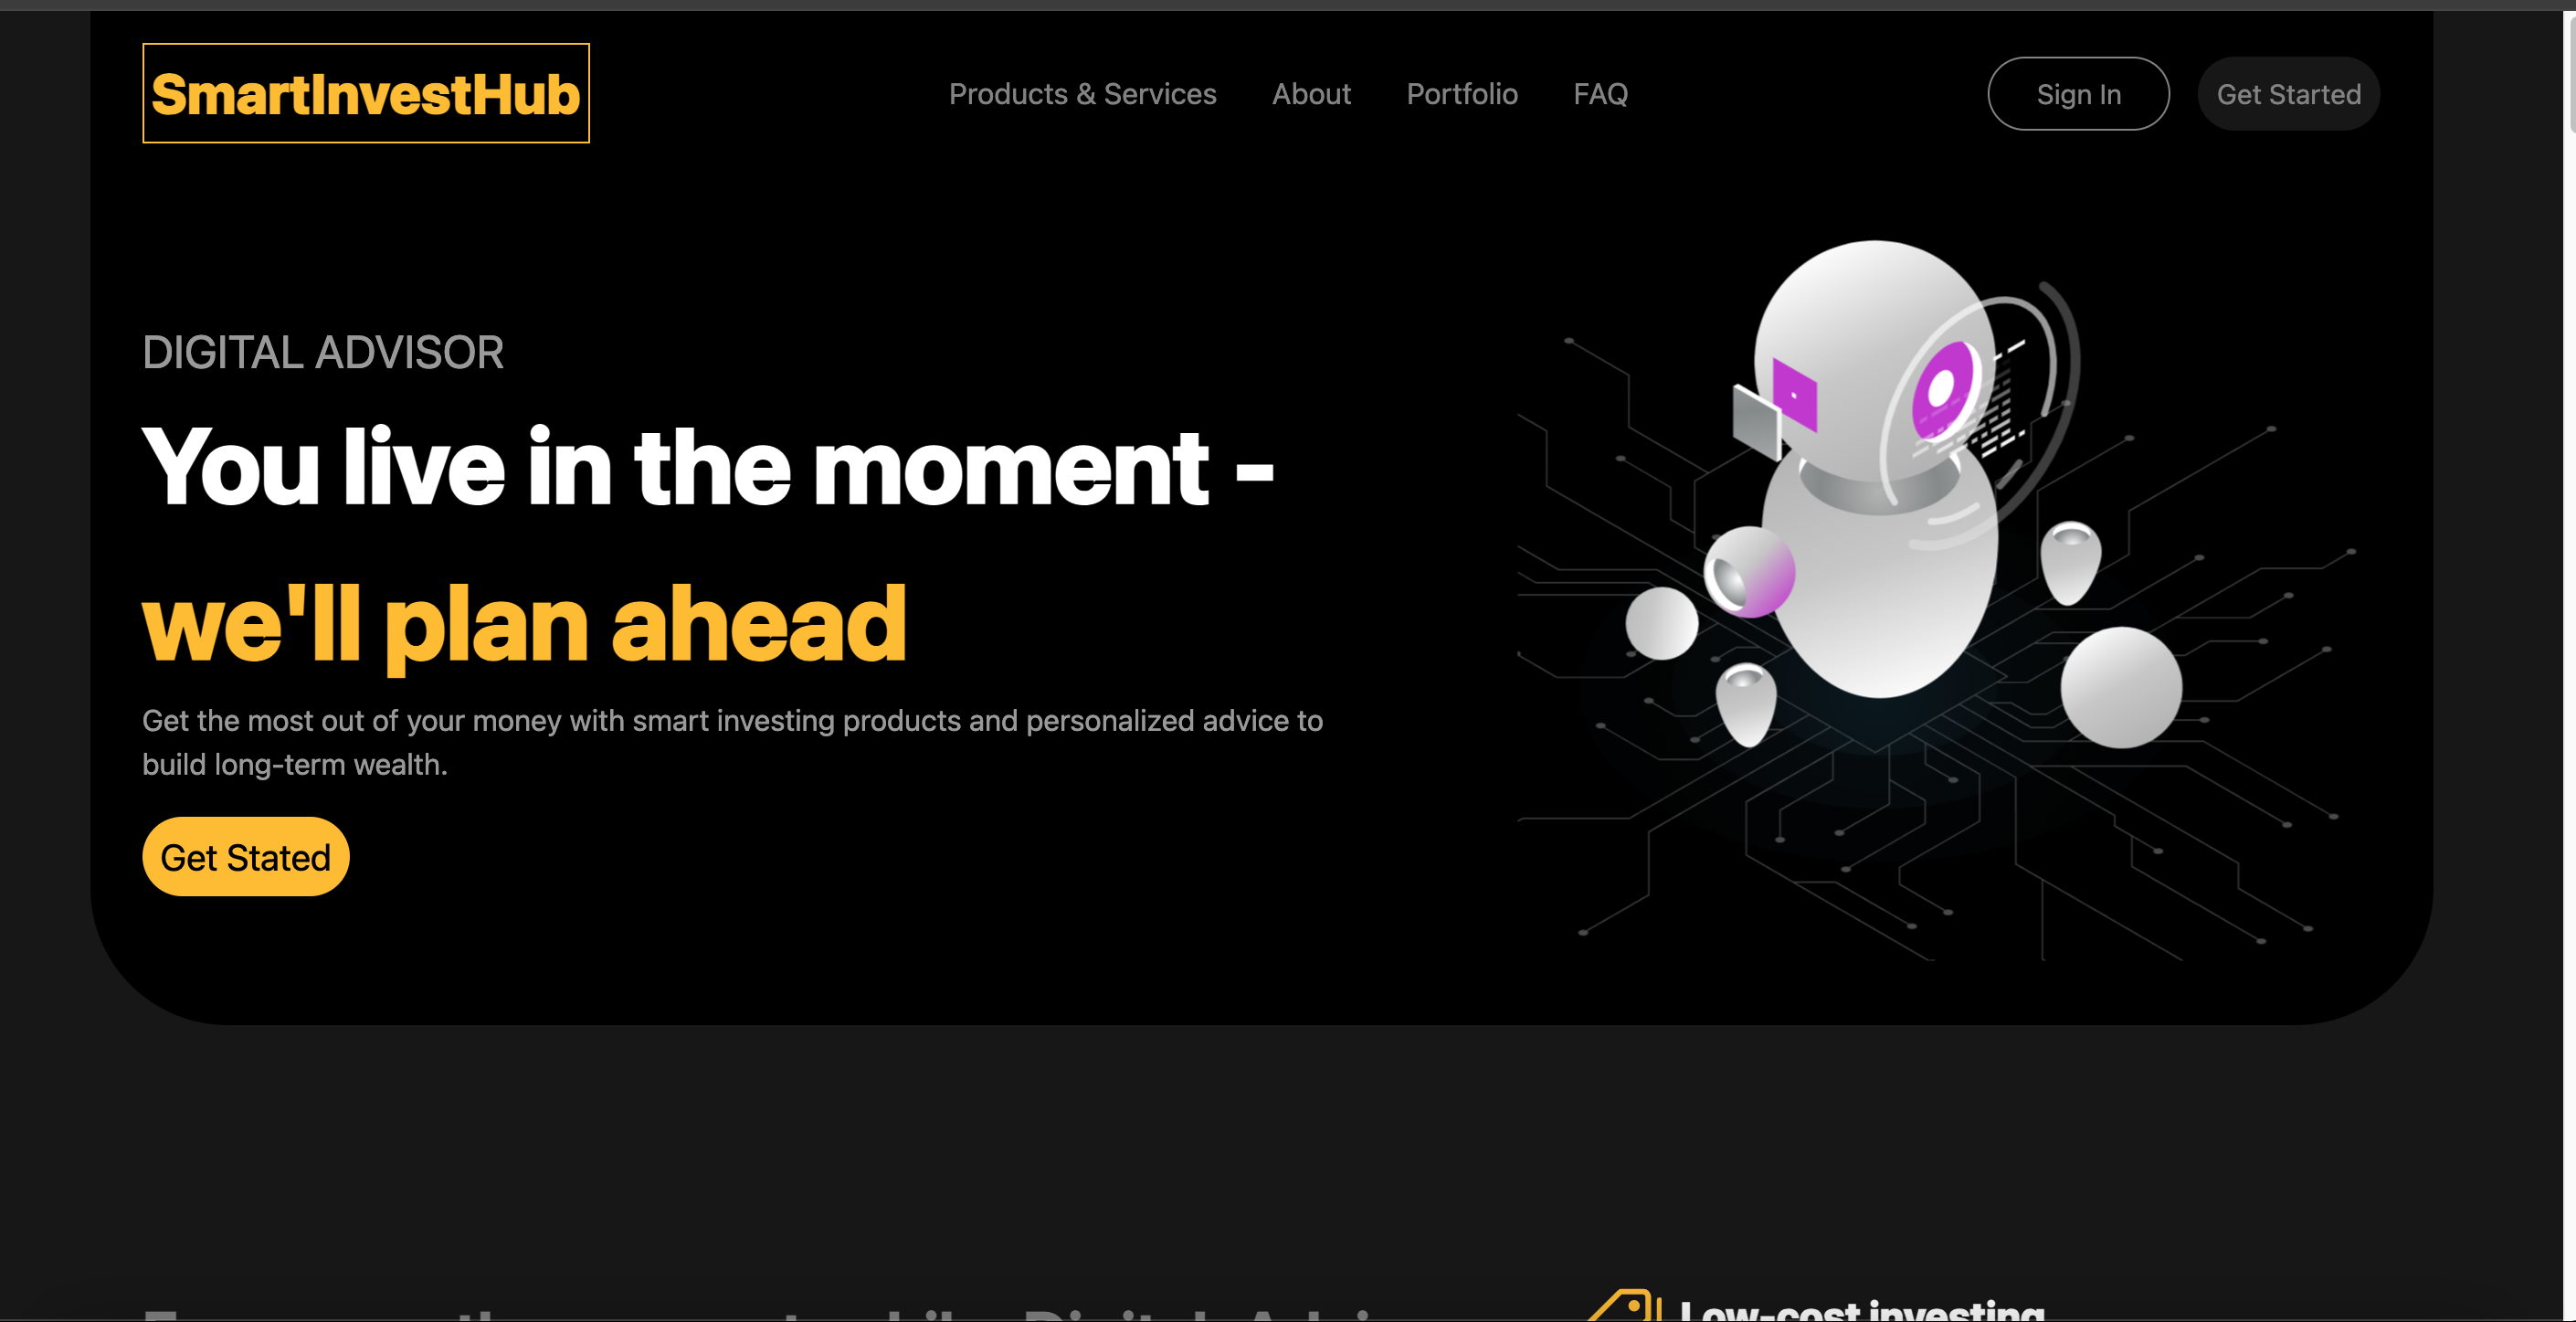 SmartInvestHub
Products & Services
About
Portfolio
FAQ
Sign In
Get Started
DIGITAL ADVISOR
You live in the moment -
we'll plan ahead
Get the most out of your money with smart investing products and personalized advice to
build long-term wealth.
Get Stated
Low-cost investing